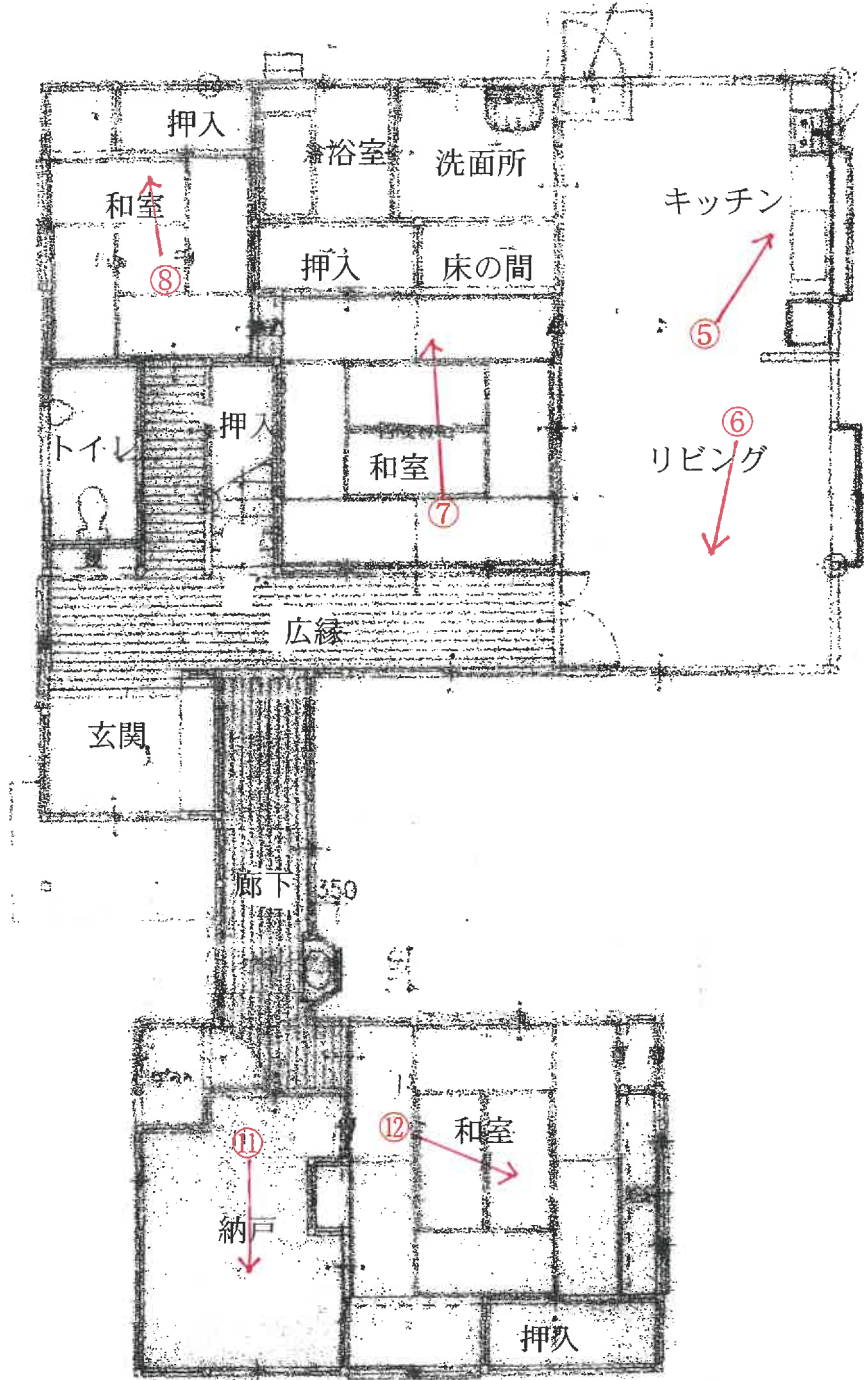 押入
浴室
洗面所
和室
キッチン
⑧
押入
床の間
⑤
押入
⑥
トイレ
和室
リビング
⑦
広縁
玄関
廊下
350
⑫
和室
⑪
納戸
押入